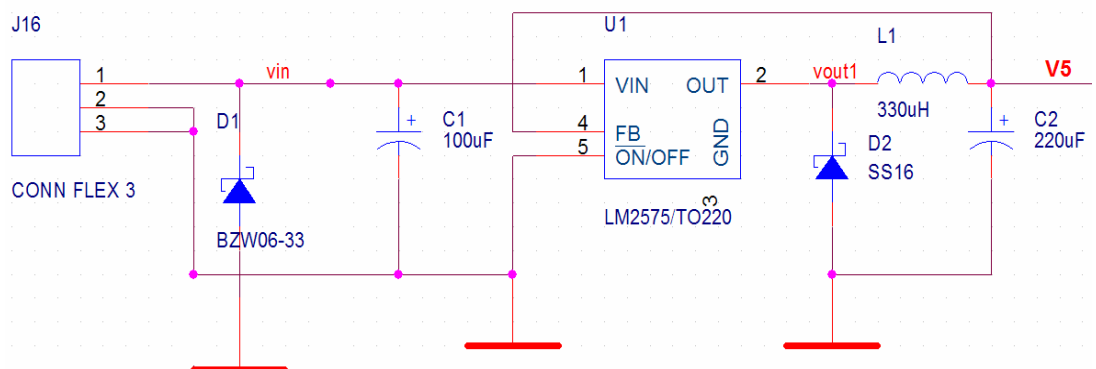 J16
1
2
3
CONN FLEX 3
vin
D1
BZW06-33
+
C1
100uF
U1
1
VIN
OUT
2
4
FB
5
ON/OFF
GND
3
LM2575/TO220
vout1
L1
330uH
D2
SS16
V5
+
C2
220uF